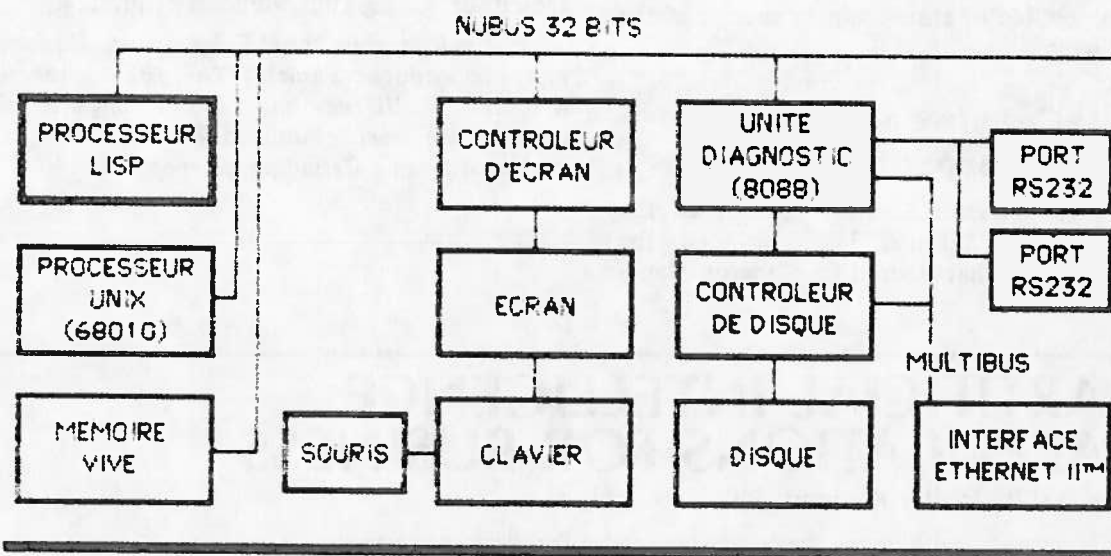 NUBUS 32 BITS
PROCESSEUR
LISP
CONTROLEUR
D'ECRAN
UNITE
DIAGNOSTIC
(8088)
PORT
RS232
PROCESSEUR
UNIX
(68010)
ECRAN
CONTROLEUR
DE DISQUE
PORT
RS232
MULTIBUS
MEMOIRE
VIVE
SOURIS
CLAVIER
DISQUE
INTERFACE
ETHERNET II™